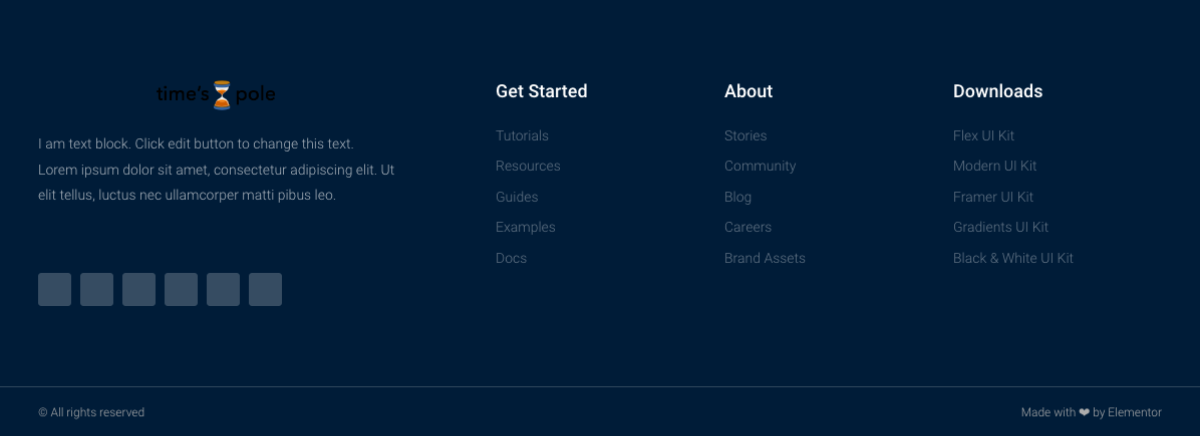 time's pole
I am text block. Click edit button to change this text.
Lorem ipsum dolor sit amet, consectetur adipiscing elit. Ut
elit tellus, luctus nec ullamcorper matti pibus leo.
Get Started
Tutorials
Resources
Guides
Examples
Docs
About
Stories
Community
Blog
Careers
Brand Assets
Downloads
Flex UI Kit
Modern UI Kit
Framer UI Kit
Gradients UI Kit
Black & White UI Kit
© All rights reserved
Made with ❤ by Elementor